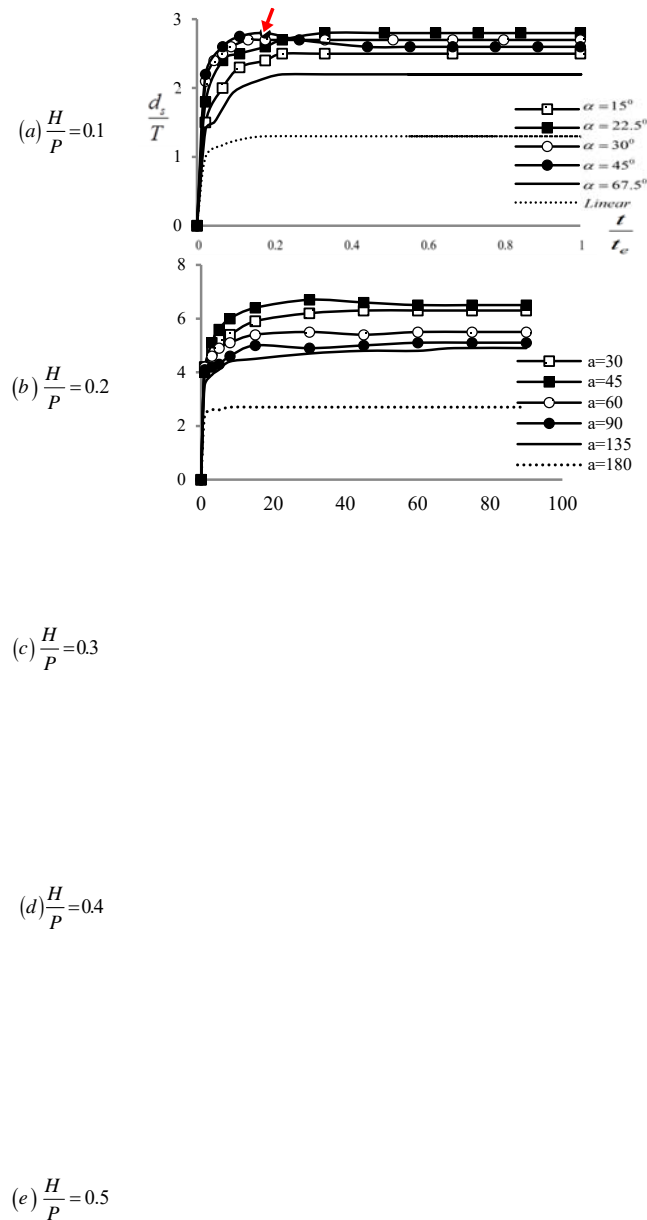 (a) H/P = 0.1
d_s/T
3
2
1
0
0 0.2 0.4 0.6 0.8 1
t/t_e
α = 15°
α = 22.5°
α = 30°
α = 45°
α = 67.5°
Linear
(b) H/P = 0.2
8
6
4
2
0
0 20 40 60 80 100
a=30
a=45
a=60
a=90
a=135
a=180
(c) H/P = 0.3
(d) H/P = 0.4
(e) H/P = 0.5